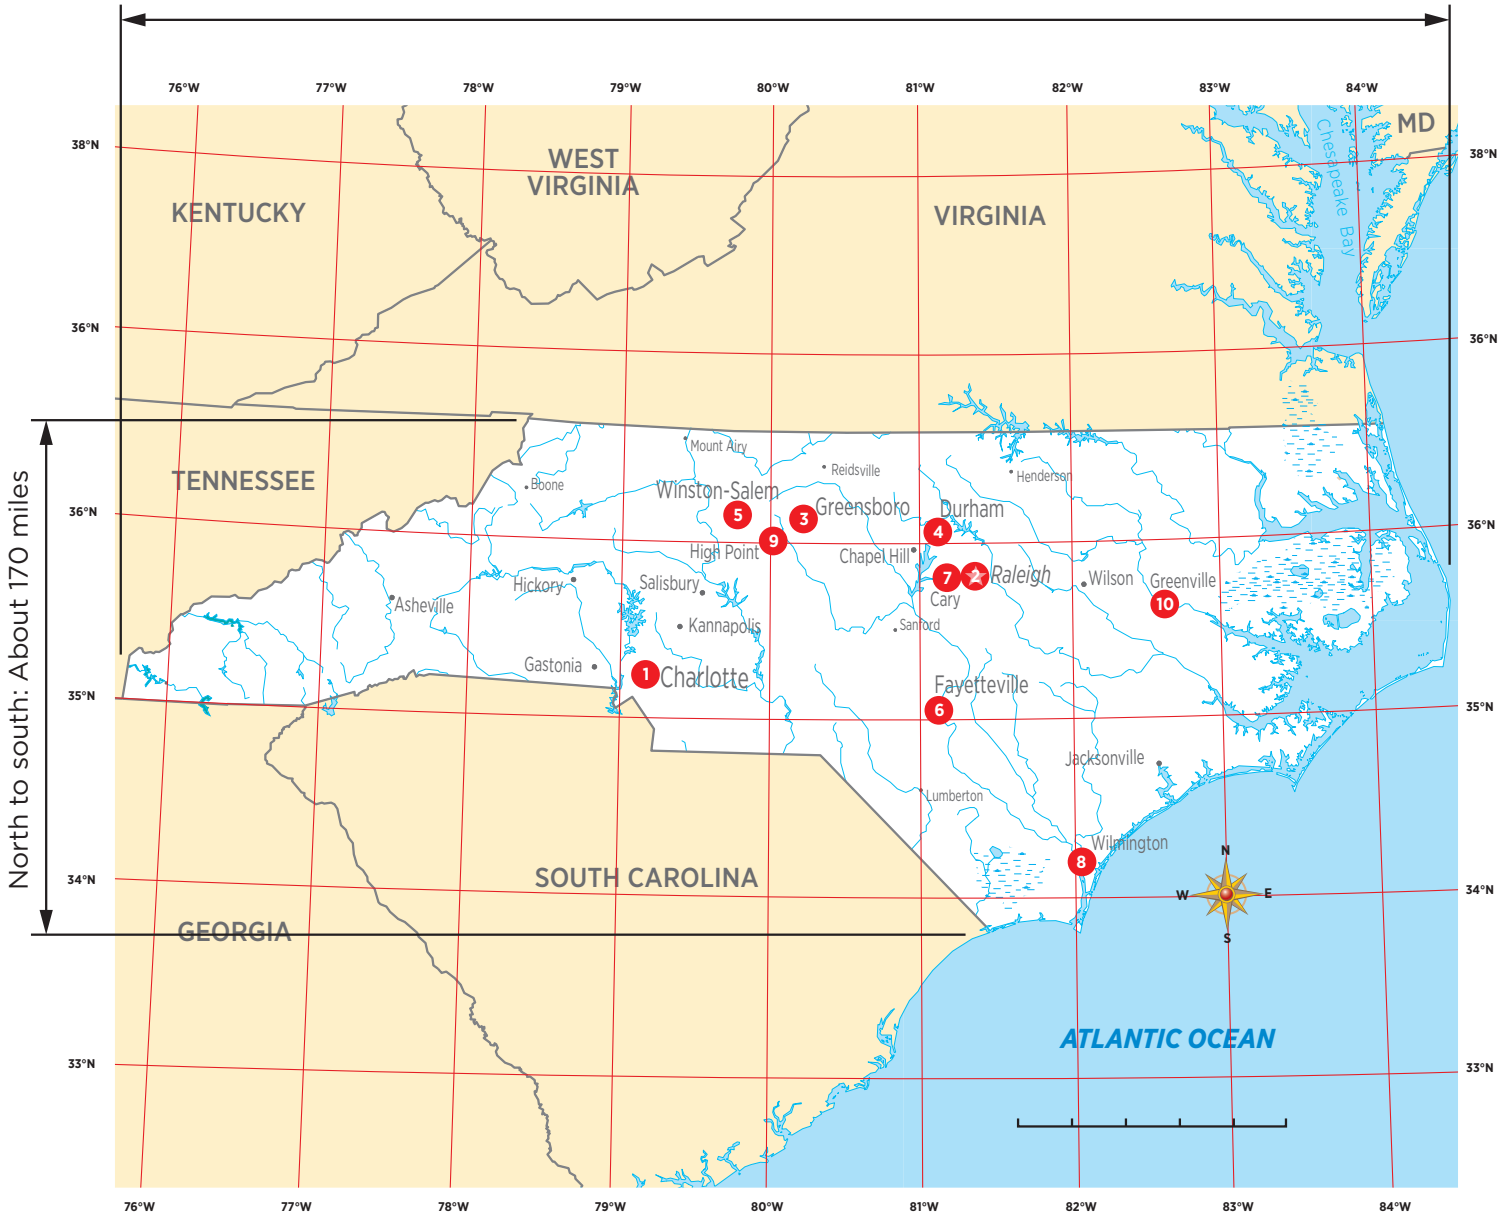 76°W 77°W 78°W 79°W 80°W 81°W 82°W 83°W 84°W
MD
38°N
38°N
Chesapeake Bay
WEST
VIRGINIA
KENTUCKY
VIRGINIA
36°N
36°N
TENNESSEE
Mount Airy
Reidsville
Henderson
Boone
Winston-Salem
5
3
Greensboro
Durham
4
36°N
36°N
9
High Point
Chapel Hill
7
2
Raleigh
Cary
Wilson
Greenville
10
Hickory
Salisbury
Asheville
Kannapolis
Sanford
Gastonia
1
Charlotte
Fayetteville
6
35°N
35°N
Jacksonville
Lumberton
Wilmington
8
North to south: About 170 miles
SOUTH CAROLINA
34°N
34°N
GEORGIA
N
W
E
S
ATLANTIC OCEAN
33°N
33°N
76°W 77°W 78°W 79°W 80°W 81°W 82°W 83°W 84°W